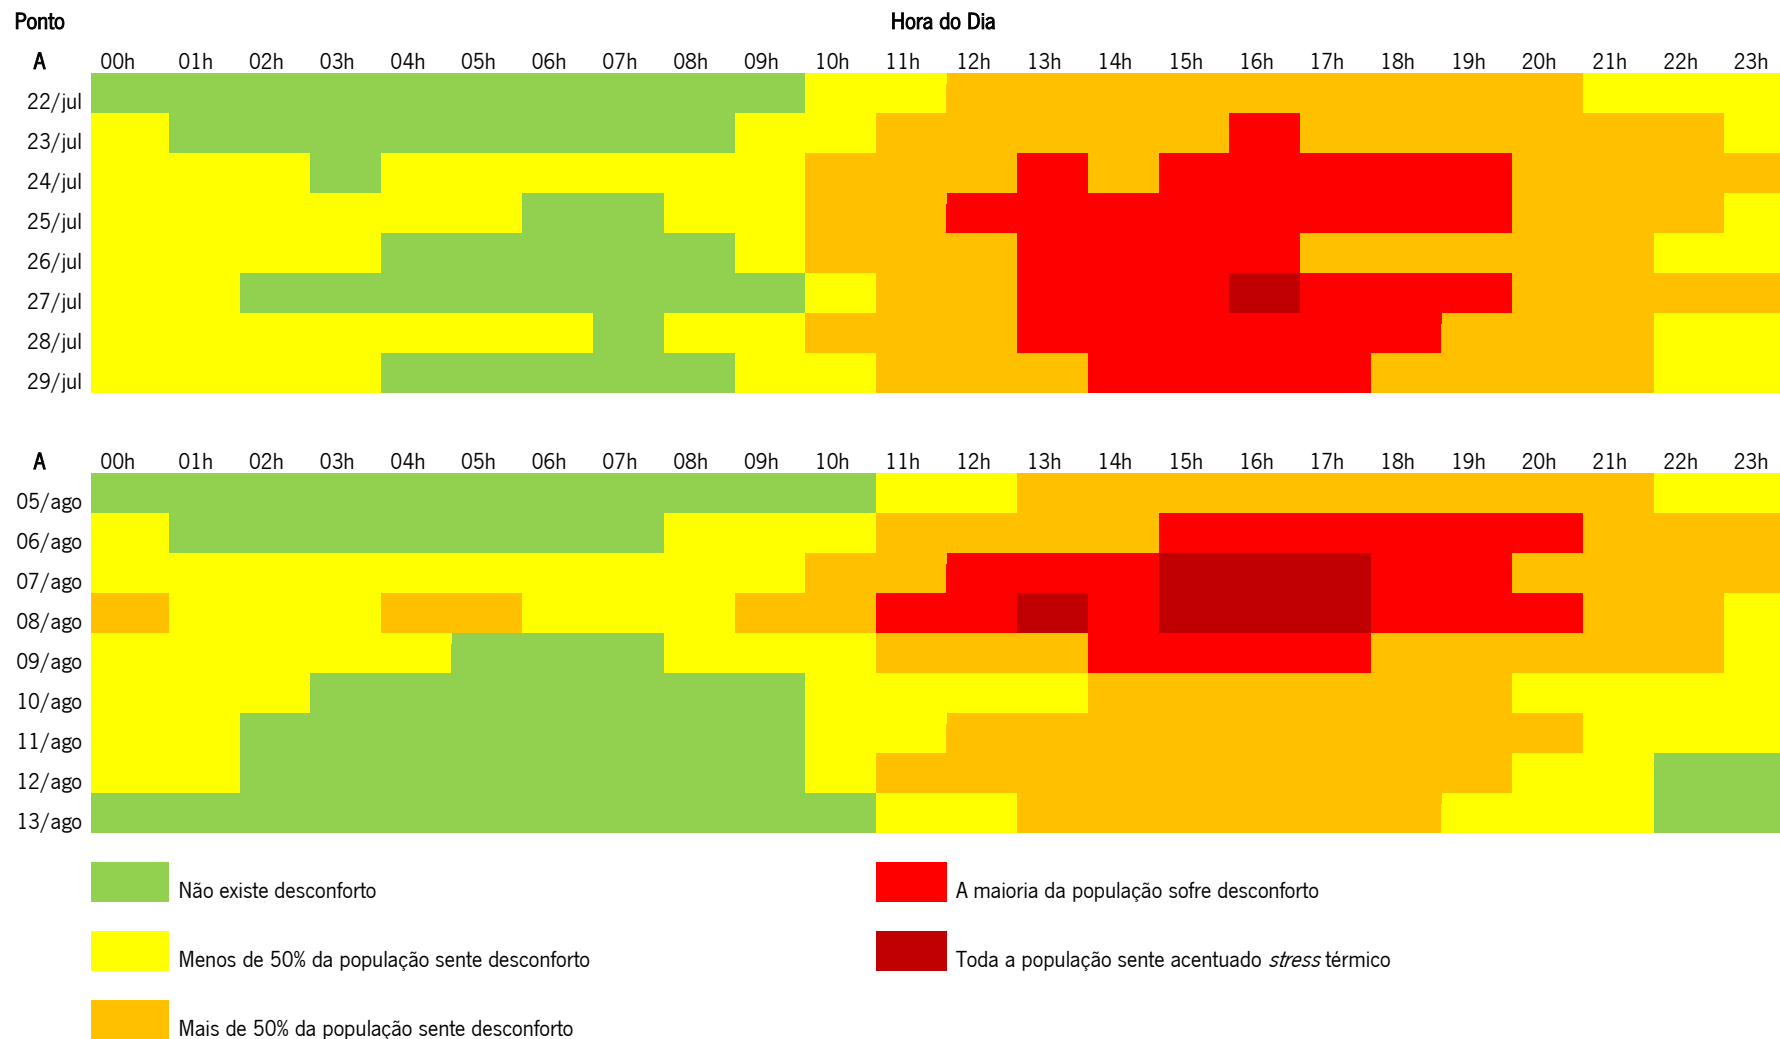 Ponto Hora do Dia
A 00h 01h 02h 03h 04h 05h 06h 07h 08h 09h 10h 11h 12h 13h 14h 15h 16h 17h 18h 19h 20h 21h 22h 23h
22/jul
23/jul
24/jul
25/jul
26/jul
27/jul
28/jul
29/jul
A 00h 01h 02h 03h 04h 05h 06h 07h 08h 09h 10h 11h 12h 13h 14h 15h 16h 17h 18h 19h 20h 21h 22h 23h
05/ago
06/ago
07/ago
08/ago
09/ago
10/ago
11/ago
12/ago
13/ago
Não existe desconforto A maioria da população sofre desconforto
Menos de 50% da população sente desconforto Toda a população sente acentuado stress térmico
Mais de 50% da população sente desconforto